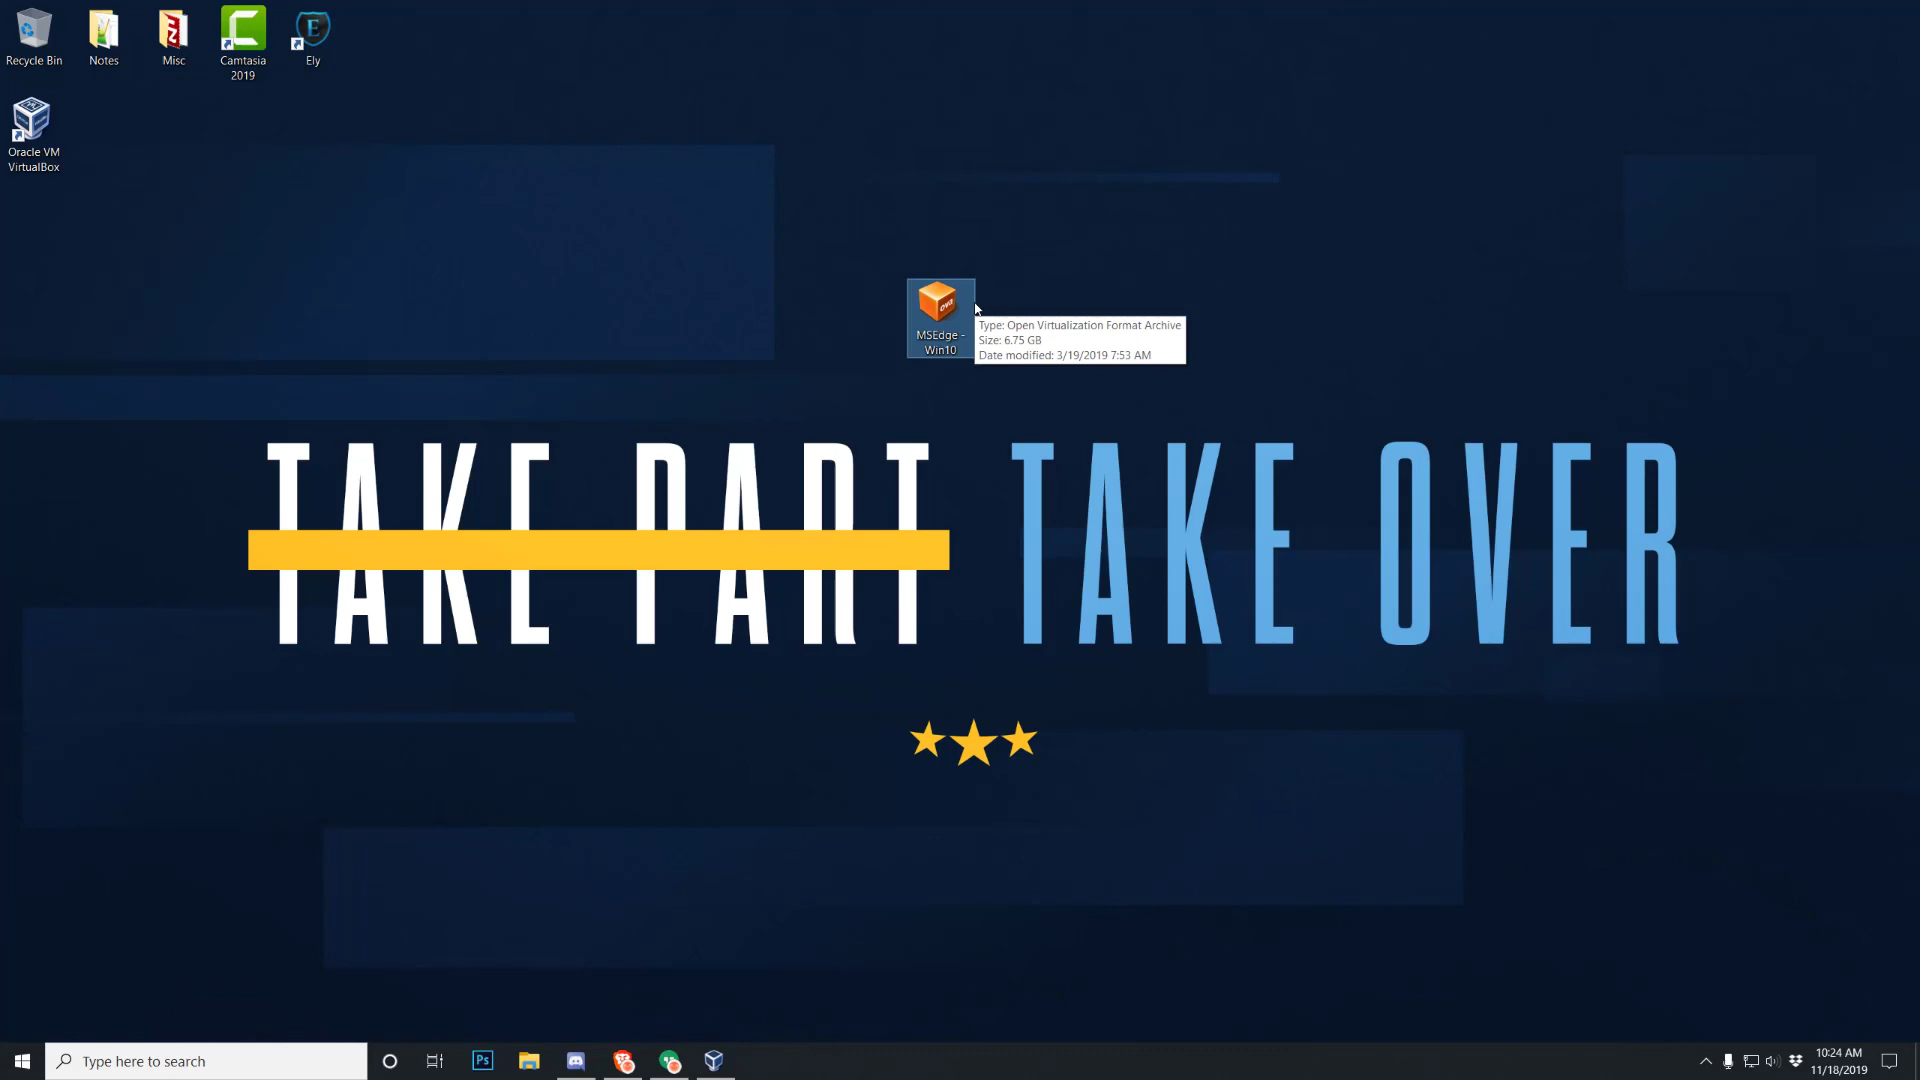 Recycle Bin
Notes
Misc
Camtasia
2019
E
Ely
Oracle VM
VirtualBox
OVA
MSEdge -
Win10
Type: Open Virtualization Format Archive
Size: 6.75 GB
Date modified: 3/19/2019 7:53 AM
TAKE PART TAKE OVER
Type here to search
Ps
10:24 AM
11/18/2019